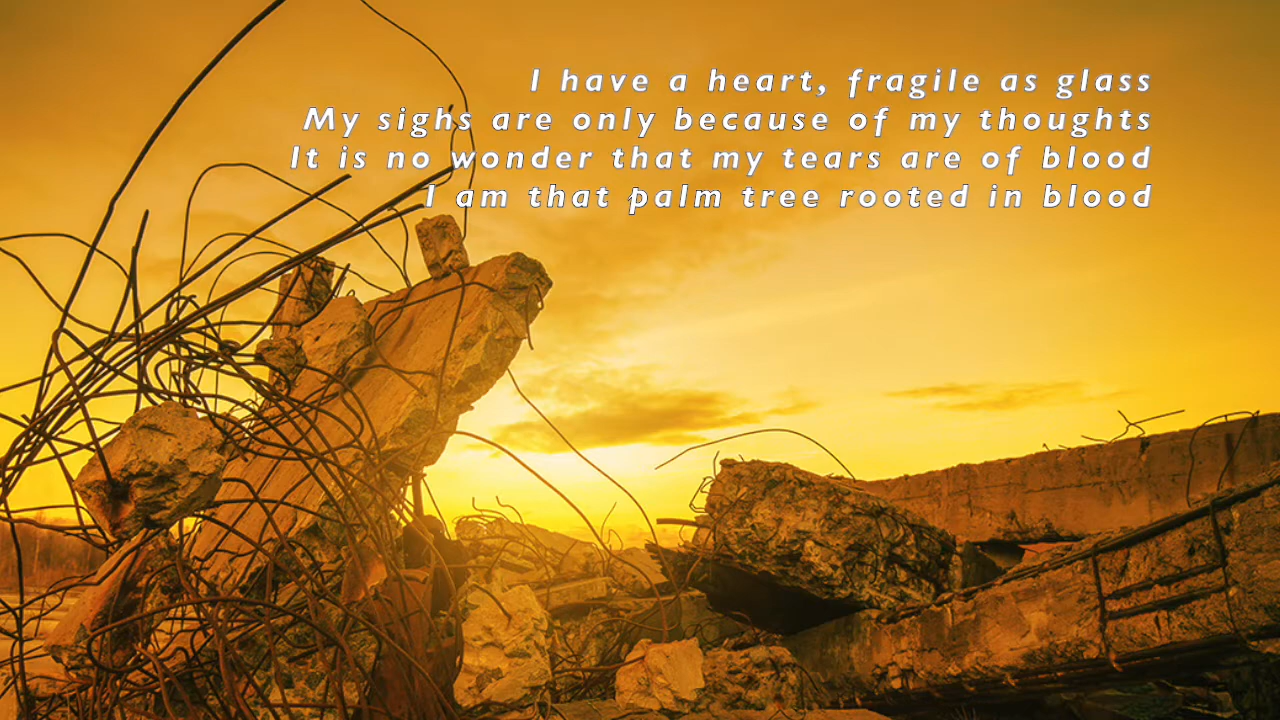 I have a heart, fragile as glass
My sighs are only because of my thoughts
It is no wonder that my tears are of blood
I am that palm tree rooted in blood